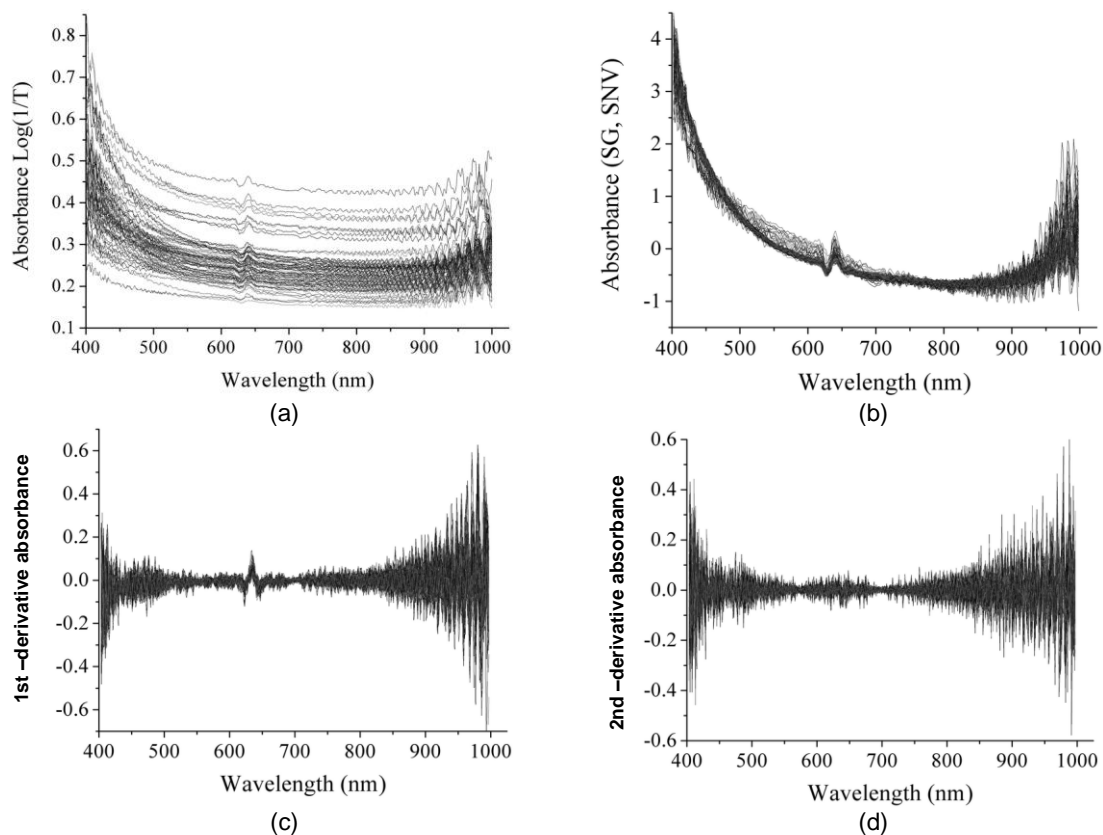 0.8
0.7
0.6
0.5
0.4
0.3
0.2
0.1
Absorbance Log(1/T)
400 500 600 700 800 900 1000
Wavelength (nm)
(a)
4
3
2
1
0
-1
Absorbance (SG, SNV)
400 500 600 700 800 900 1000
Wavelength (nm)
(b)
0.6
0.4
0.2
0.0
-0.2
-0.4
-0.6
1st –derivative absorbance
400 500 600 700 800 900 1000
Wavelength (nm)
(c)
0.6
0.4
0.2
0.0
-0.2
-0.4
-0.6
2nd –derivative absorbance
400 500 600 700 800 900 1000
Wavelength (nm)
(d)